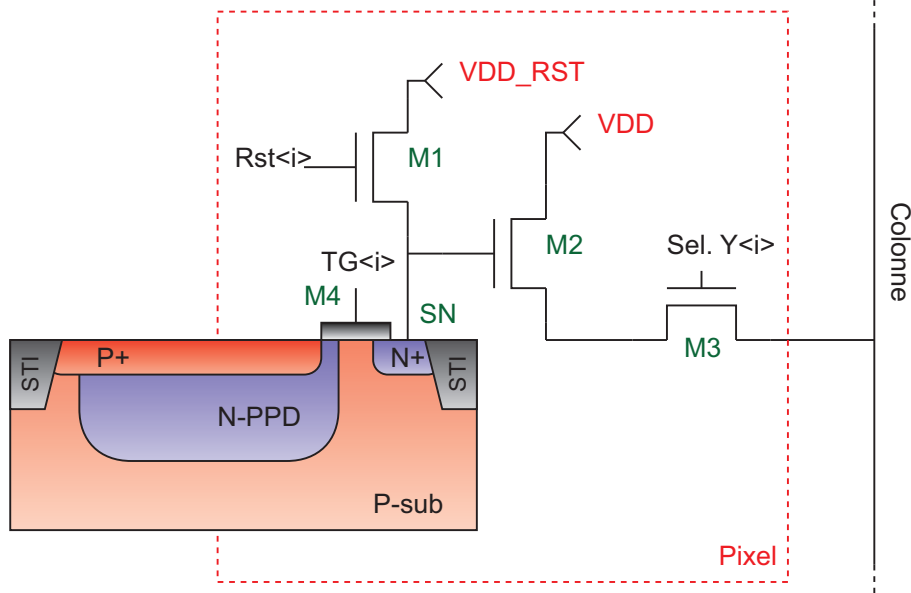 VDD_RST
VDD
Rst<i>
M1
M2
Sel. Y<i>
Colonne
TG<i>
M4
SN
M3
STI
P+
N+
STI
N-PPD
P-sub
Pixel